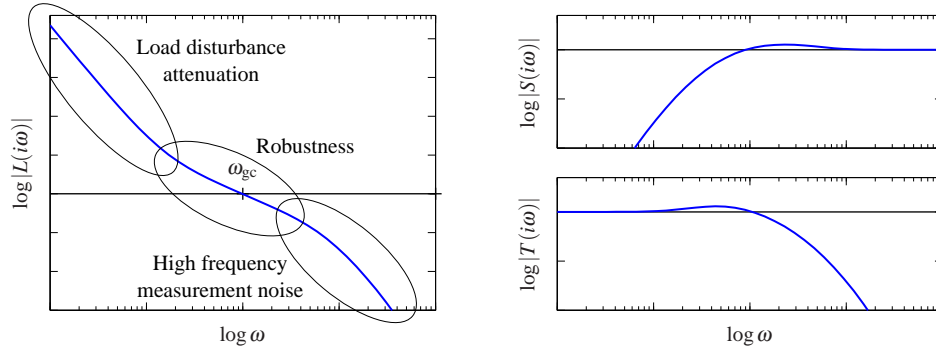 Load disturbance
attenuation
Robustness
ω_gc
High frequency
measurement noise
log |L(iω)|
log ω
log |S(iω)|
log |T(iω)|
log ω